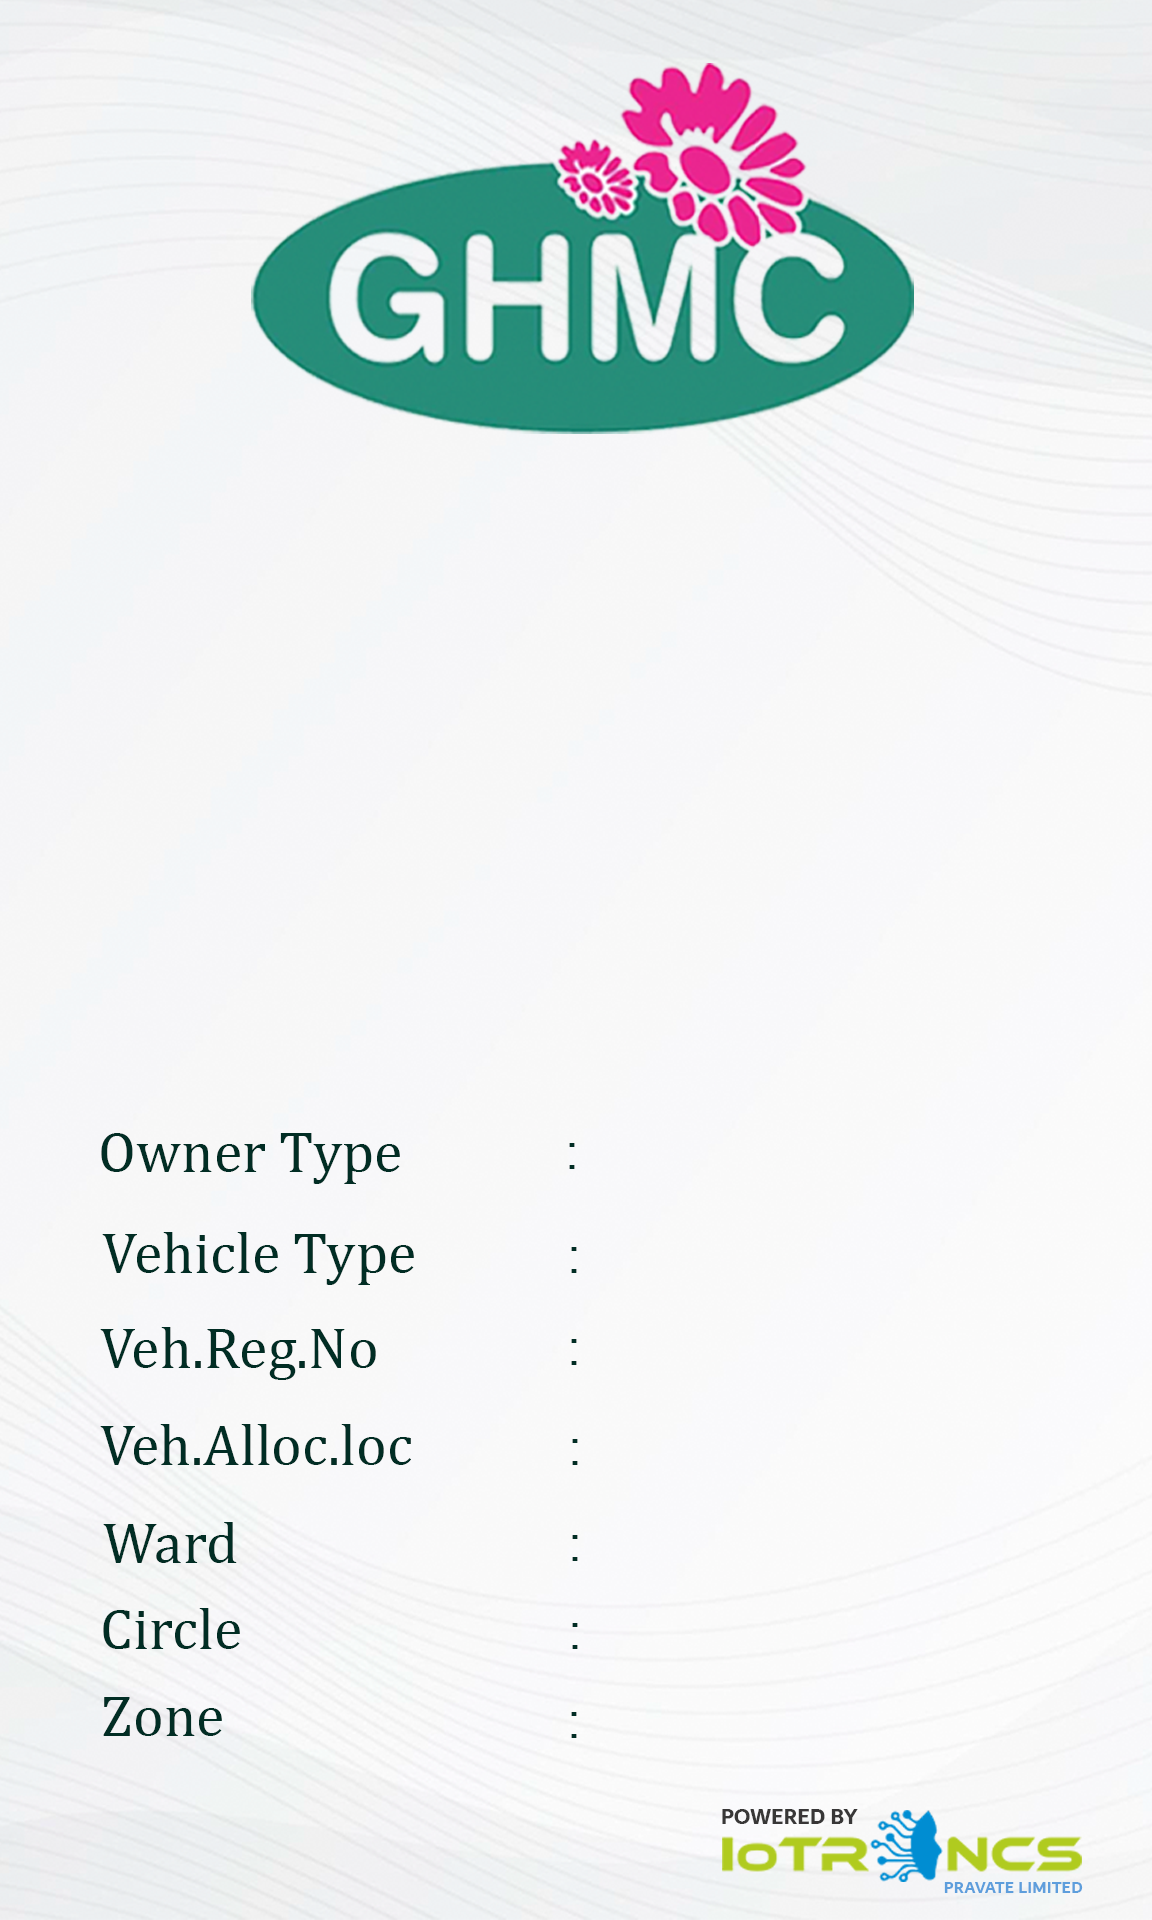 GHMC
Owner Type :
Vehicle Type :
Veh.Reg.No :
Veh.Alloc.loc :
Ward :
Circle :
Zone :
POWERED BY
IoTRONCS
PRAVATE LIMITED